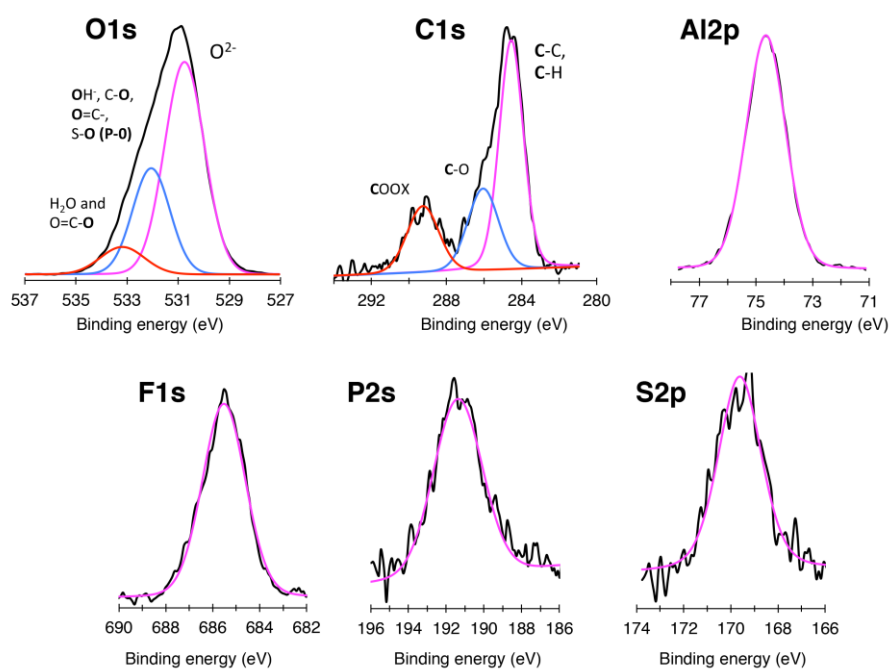 O1s
O²⁻
OH⁻, C-O,
O=C-,
S-O (P-0)
H₂O and
O=C-O
537 535 533 531 529 527
Binding energy (eV)
C1s
C-C,
C-H
C-O
COOX
292 288 284 280
Binding energy (eV)
Al2p
77 75 73 71
Binding energy (eV)
F1s
690 688 686 684 682
Binding energy (eV)
P2s
196 194 192 190 188 186
Binding energy (eV)
S2p
174 172 170 168 166
Binding energy (eV)